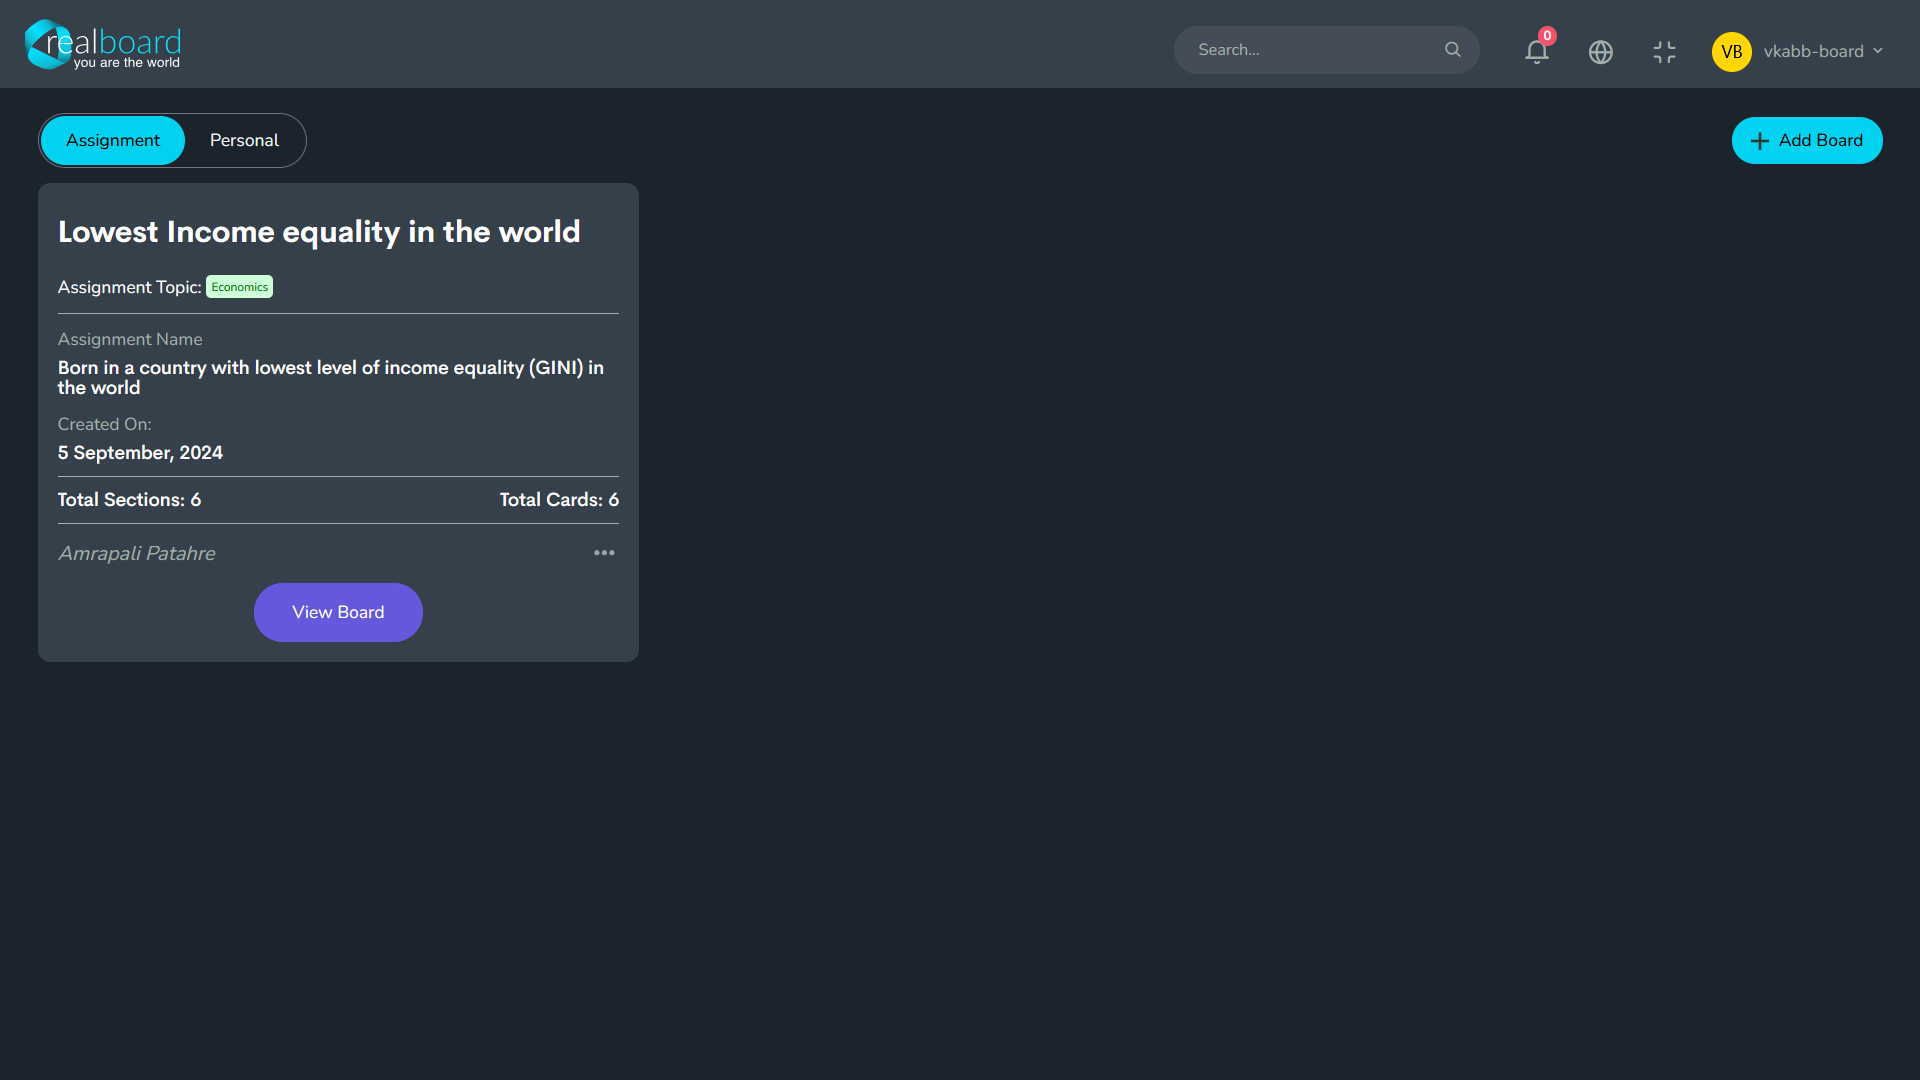 realboard
you are the world
Search...
0
VB
vkabb-board
Assignment
Personal
Add Board
Lowest Income equality in the world
Assignment Topic: Economics
Assignment Name
Born in a country with lowest level of income equality (GINI) in
the world
Created On:
5 September, 2024
Total Sections: 6
Total Cards: 6
Amrapali Patahre
View Board